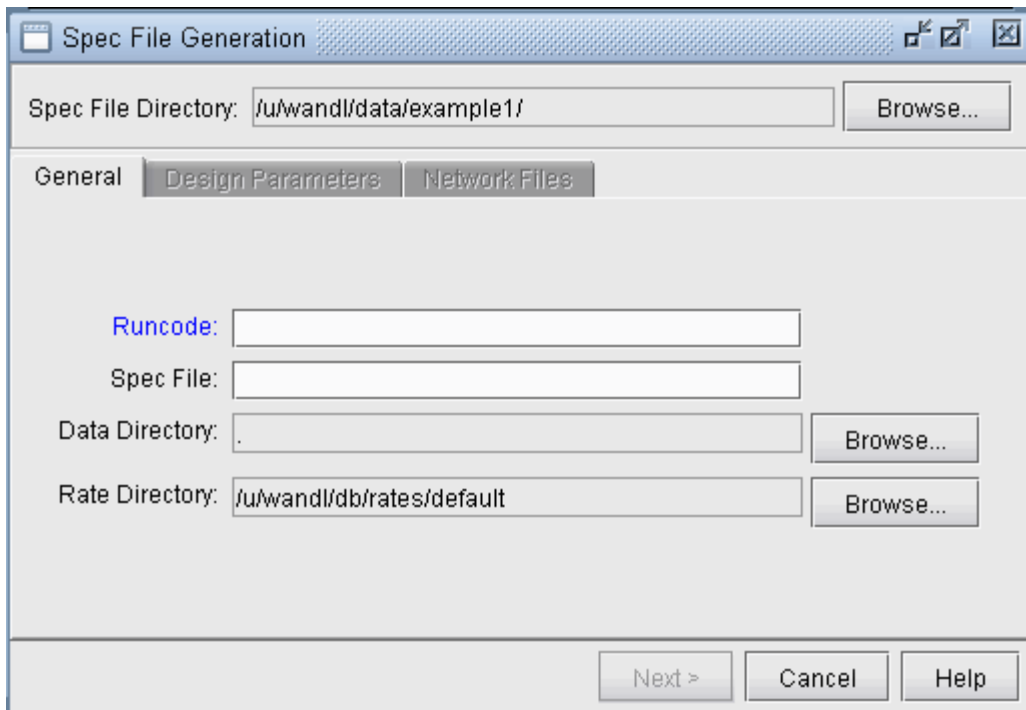 Spec File Generation
Spec File Directory: /u/wandl/data/example1/ Browse...
General Design Parameters Network Files
Runcode:
Spec File:
Data Directory: . Browse...
Rate Directory: /u/wandl/db/rates/default Browse...
Next > Cancel Help